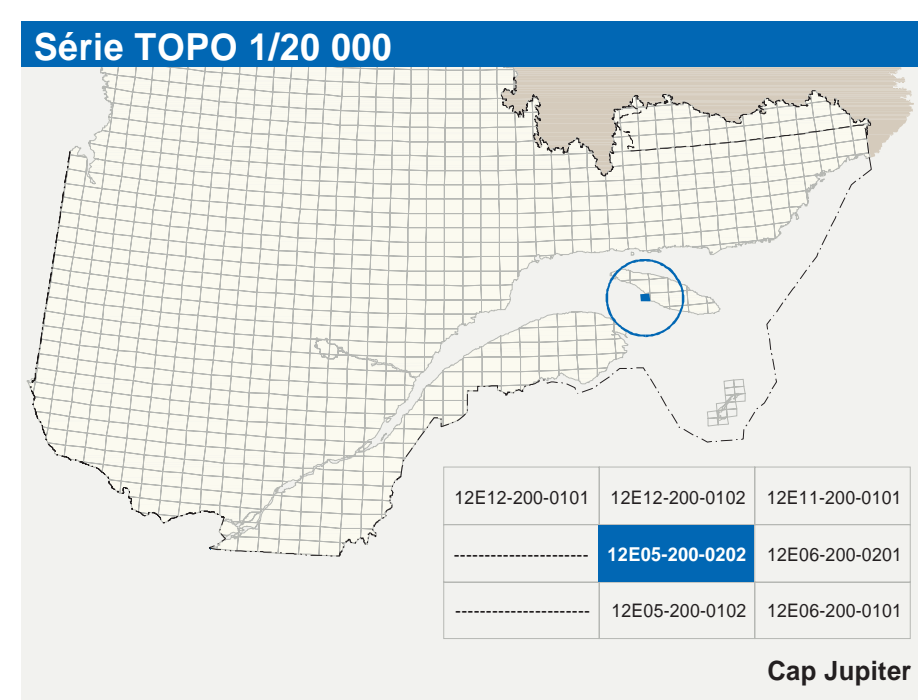 Série TOPO 1/20 000
12E12-200-0101 12E12-200-0102 12E11-200-0101
--------------------- 12E05-200-0202 12E06-200-0201
--------------------- 12E05-200-0102 12E06-200-0101
Cap Jupiter